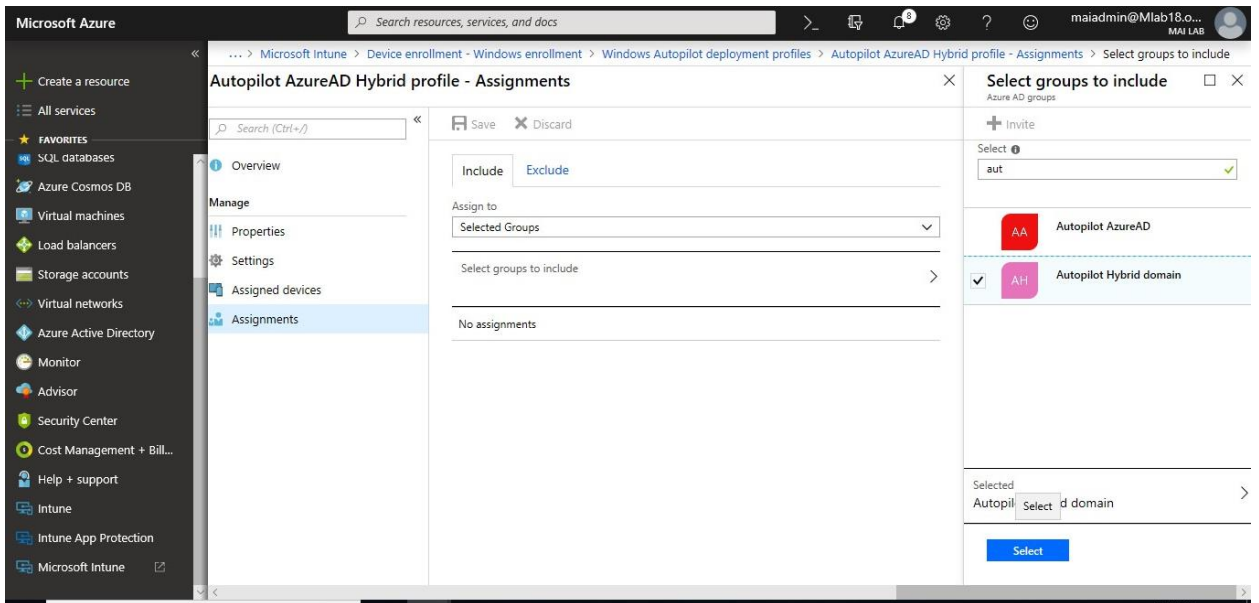 Microsoft Azure
Search resources, services, and docs
8
maiadmin@Mlab18.o...
MAI LAB
... > Microsoft Intune > Device enrollment - Windows enrollment > Windows Autopilot deployment profiles > Autopilot AzureAD Hybrid profile - Assignments > Select groups to include
Create a resource
All services
FAVORITES
SQL databases
Azure Cosmos DB
Virtual machines
Load balancers
Storage accounts
Virtual networks
Azure Active Directory
Monitor
Advisor
Security Center
Cost Management + Bill...
Help + support
Intune
Intune App Protection
Microsoft Intune
Autopilot AzureAD Hybrid profile - Assignments
Search (Ctrl+/)
Overview
Manage
Properties
Settings
Assigned devices
Assignments
Save Discard
Include Exclude
Assign to
Selected Groups
Select groups to include
No assignments
Select groups to include
Azure AD groups
Invite
Select
aut
AA Autopilot AzureAD
AH Autopilot Hybrid domain
Selected
Autopil Select d domain
Select